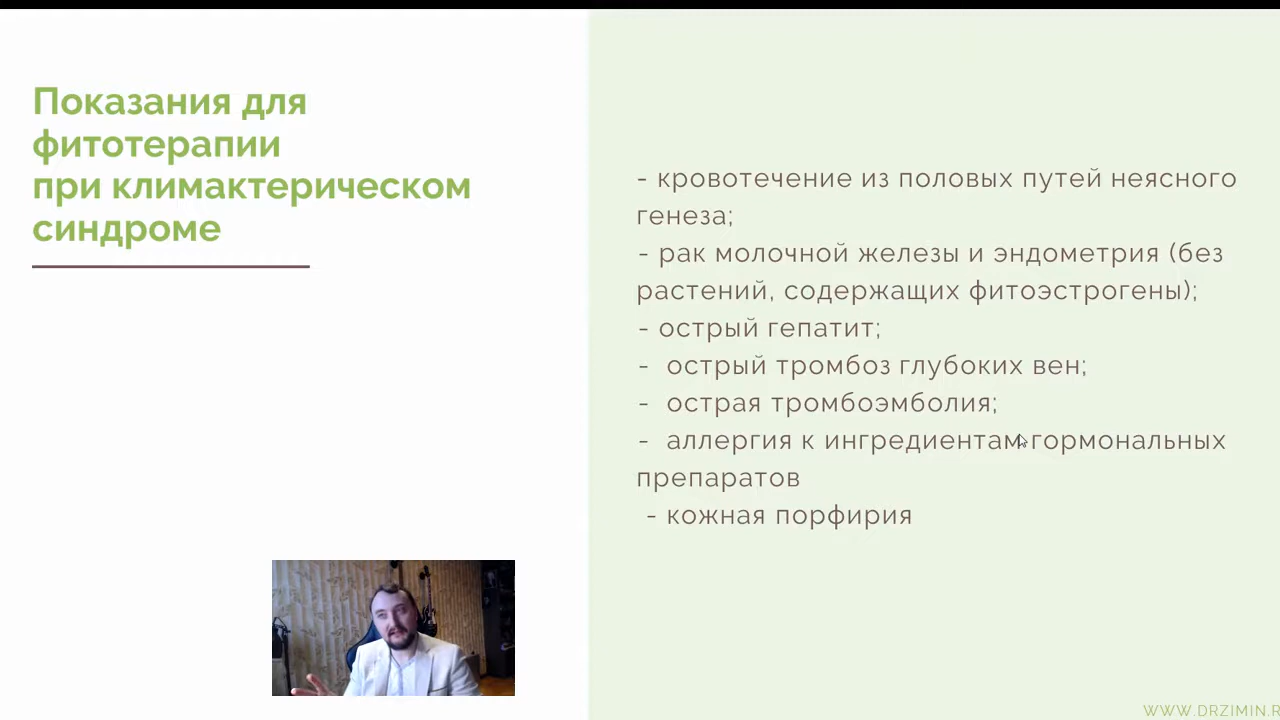 Показания для
фитотерапии
при климактерическом
синдроме
- кровотечение из половых путей неясного
генеза;
- рак молочной железы и эндометрия (без
растений, содержащих фитоэстрогены);
- острый гепатит;
- острый тромбоз глубоких вен;
- острая тромбоэмболия;
- аллергия к ингредиентам гормональных
препаратов
- кожная порфирия
WWW.DRZIMIN.R